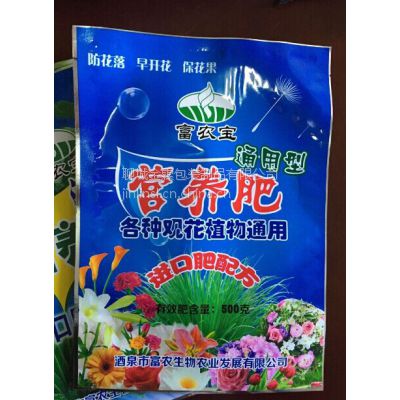 防花落 早开花 保花果
富农宝
通用型
营养肥
各种观花植物通用
进口肥配方
有效肥含量：500克
酒泉市富农生物农业发展有限公司